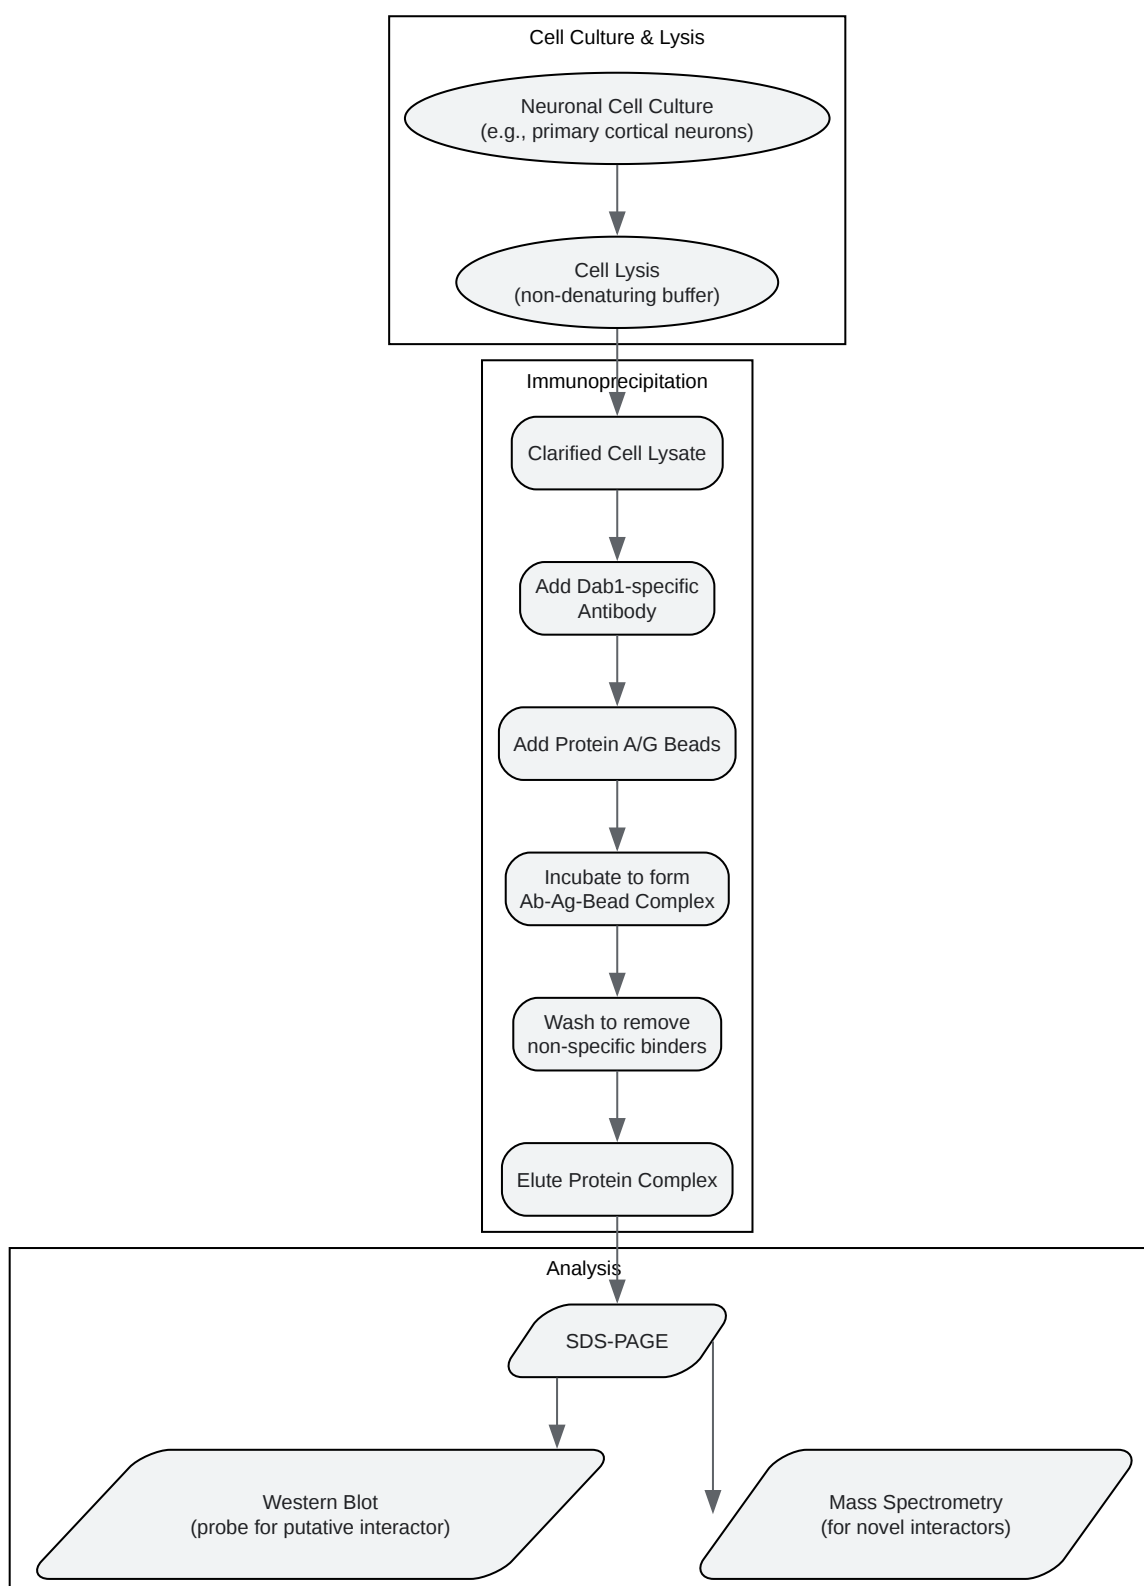 Cell Culture & Lysis
Neuronal Cell Culture
(e.g., primary cortical neurons)
Cell Lysis
(non-denaturing buffer)
Immunoprecipitation
Clarified Cell Lysate
Add Dab1-specific
Antibody
Add Protein A/G Beads
Incubate to form
Ab-Ag-Bead Complex
Wash to remove
non-specific binders
Elute Protein Complex
Analysis
SDS-PAGE
Western Blot
(probe for putative interactor)
Mass Spectrometry
(for novel interactors)